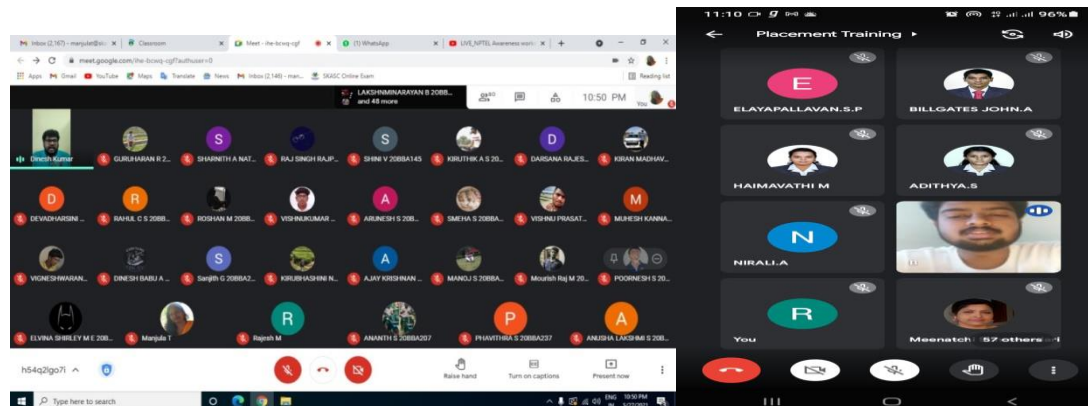 Inbox (2,167) - manjulat@
Classroom
Meet - ihe-bcwq-cgf
(1) WhatsApp
LIVE_NPTEL Awareness works
meet.google.com/ihe-bcwq-cgf?authuser=0
Apps
Gmail
YouTube
Maps
Translate
News
Inbox (2,146) - man...
SKASC Online Exam
Reading list
LAKSHNMINARAYAN B 20BB...
and 48 more
10:50 PM
You
Dinesh Kumar
GURUHARAN R 2...
SHARNITH A NAT...
RAJ SINGH RAJP...
SHINI V 20BBA145
KIRUTHIK A S 20...
DARSANA RAJES...
KIRAN MADHAV...
DEVADHARSINI ...
RAHUL C S 20BB...
ROSHAN M 20BB...
VISHNUKUMAR ...
ARUNESH S 20B...
SMEHA S 20BBA...
VISHNU PRASAT...
MUHESH KANNA...
VIGNESHWARAN...
DINESH BABU A ...
Sanjith G 20BBA2...
KIRUBHASHINI N...
AJAY KRISHNAN ...
MANOJ S 20BBA...
Mourish Raj M 20...
POORNESH S 20...
ELVINA SHIRLEY M E 20B...
Manjula T
Rajesh M
ANANTH S 20BBA207
PHAVITHRA S 20BBA237
ANUSHA LAKSHMI S 20B...
h54q2lgo7i
Raise hand
Turn on captions
Present now
Type here to search
ENG
10:50 PM
IN
11:10
96%
Placement Training
E
ELAYAPALLAVAN.S.P
BILLGATES JOHN.A
HAIMAVATHI M
ADITHYA.S
N
NIRALI.A
R
You
Meenatchi
57 others